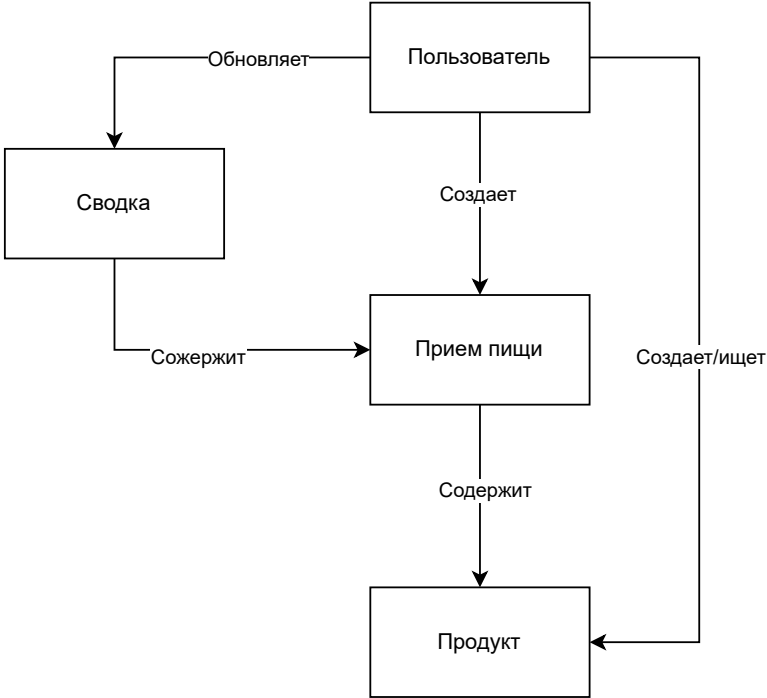 Пользователь
Обновляет
Сводка
Создает
Прием пищи
Сожержит
Создает/ищет
Содержит
Продукт